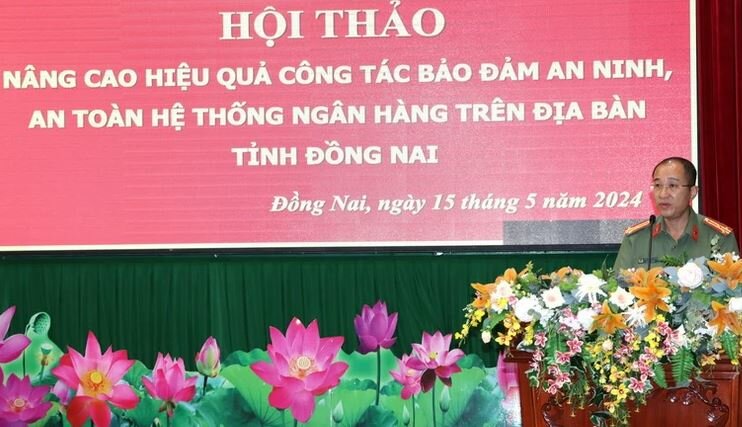 HỘI THẢO
NÂNG CAO HIỆU QUẢ CÔNG TÁC BẢO ĐẢM AN NINH,
AN TOÀN HỆ THỐNG NGÂN HÀNG TRÊN ĐỊA BÀN
TỈNH ĐỒNG NAI
Đồng Nai, ngày 15 tháng 5 năm 2024